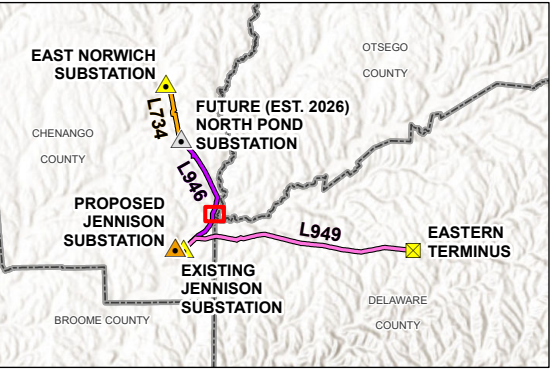 OTSEGO
COUNTY
EAST NORWICH
SUBSTATION
L734
FUTURE (EST. 2026)
NORTH POND
SUBSTATION
CHENANGO
COUNTY
L946
PROPOSED
JENNISON
SUBSTATION
L949
EASTERN
TERMINUS
EXISTING
JENNISON
SUBSTATION
DELAWARE
COUNTY
BROOME COUNTY